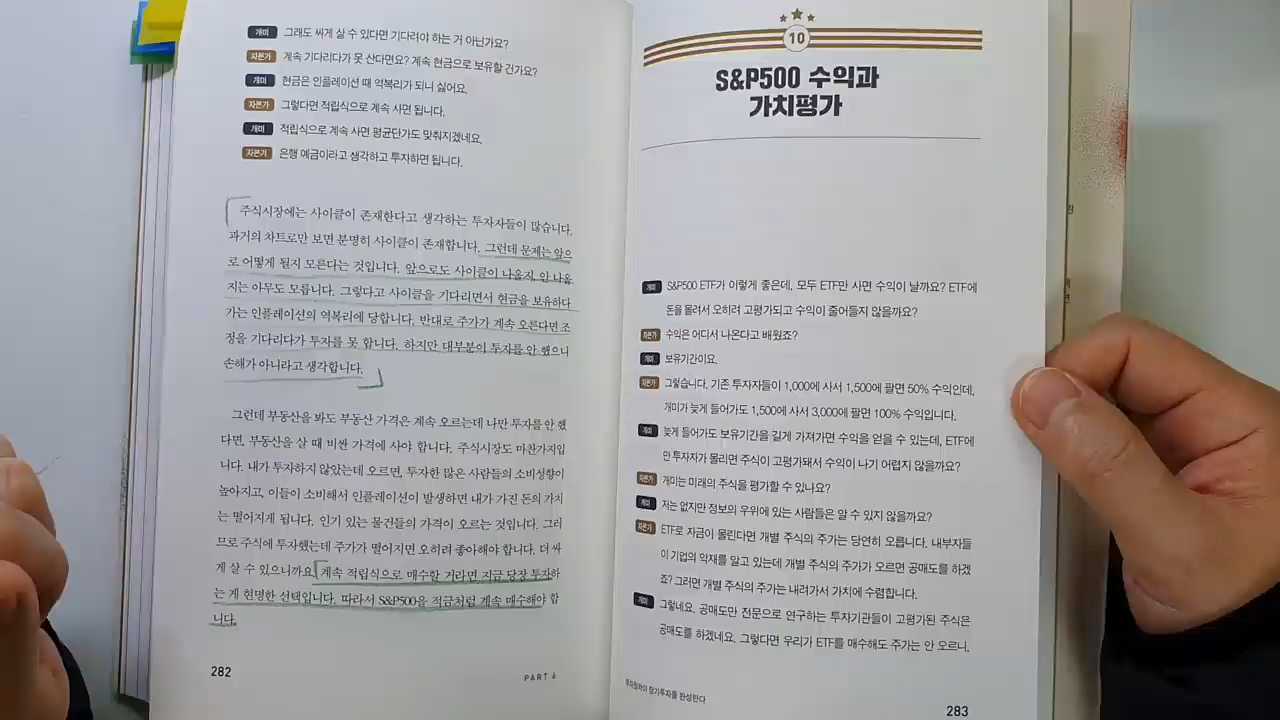 개미 그래도 싸게 살 수 있다면 기다려야 하는 거 아닌가요?
자본가 계속 기다리다가 못 산다면요? 계속 현금으로 보유할 건가요?
개미 현금은 인플레이션 때 역복리가 되니 싫어요.
자본가 그렇다면 적립식으로 계속 사면 됩니다.
개미 적립식으로 계속 사면 평균단가도 맞춰지겠네요.
자본가 은행 예금이라고 생각하고 투자하면 됩니다.
주식시장에는 사이클이 존재한다고 생각하는 투자자들이 많습니다.
과거의 차트로만 보면 분명히 사이클이 존재합니다. 그런데 문제는 앞으
로 어떻게 될지 모른다는 것입니다. 앞으로도 사이클이 나올지, 안 나올
지는 아무도 모릅니다. 그렇다고 사이클을 기다리면서 현금을 보유하다
가는 인플레이션의 역복리에 당합니다. 반대로 주가가 계속 오른다면 조
정을 기다리다가 투자를 못 합니다. 하지만 대부분이 투자를 안 했으니
손해가 아니라고 생각합니다.
그런데 부동산을 봐도 부동산 가격은 계속 오르는데 나만 투자를 안 했
다면, 부동산을 살 때 비싼 가격에 사야 합니다. 주식시장도 마찬가지입
니다. 내가 투자하지 않았는데 오르면, 투자한 많은 사람들의 소비성향이
높아지고, 이들이 소비해서 인플레이션이 발생하면 내가 가진 돈의 가치
는 떨어지게 됩니다. 인기 있는 물건들의 가격이 오르는 것입니다. 그러
므로 주식에 투자했는데 주가가 떨어지면 오히려 좋아해야 합니다. 더 싸
게 살 수 있으니까요. 계속 적립식으로 매수할 거라면 지금 당장 투자하
는 게 현명한 선택입니다. 따라서 S&P500을 적금처럼 계속 매수해야 합
니다.
282
PART 6
10
S&P500 수익과
가치평가
개미 S&P500 ETF가 이렇게 좋은데, 모두 ETF만 사면 수익이 날까요? ETF에
돈을 몰려서 오히려 고평가되고 수익이 줄어들지 않을까요?
자본가 수익은 어디서 나온다고 배웠죠?
개미 보유기간이요.
자본가 그렇습니다. 기존 투자자들이 1,000에 사서 1,500에 팔면 50% 수익인데,
개미가 늦게 들어가도 1,500에 사서 3,000에 팔면 100% 수익입니다.
개미 늦게 들어가도 보유기간을 길게 가져가면 수익을 얻을 수 있는데, ETF에
만 투자자가 몰리면 주식이 고평가돼서 수익이 나기 어렵지 않을까요?
자본가 개미는 미래의 주식을 평가할 수 있나요?
개미 저는 없지만 정보의 우위에 있는 사람들은 알 수 있지 않을까요?
자본가 ETF로 자금이 몰린다면 개별 주식의 주가는 당연히 오릅니다. 내부자들
이 기업의 악재를 알고 있는데 개별 주식의 주가가 오르면 공매도를 하겠
죠? 그러면 개별 주식의 주가는 내려가서 가치에 수렴합니다.
개미 그렇네요. 공매도만 전문으로 연구하는 투자기관들이 고평가된 주식은
공매도를 하겠네요. 그렇다면 우리가 ETF를 매수해도 주가는 안 오르니,
투자철학이 장기투자를 완성한다
283